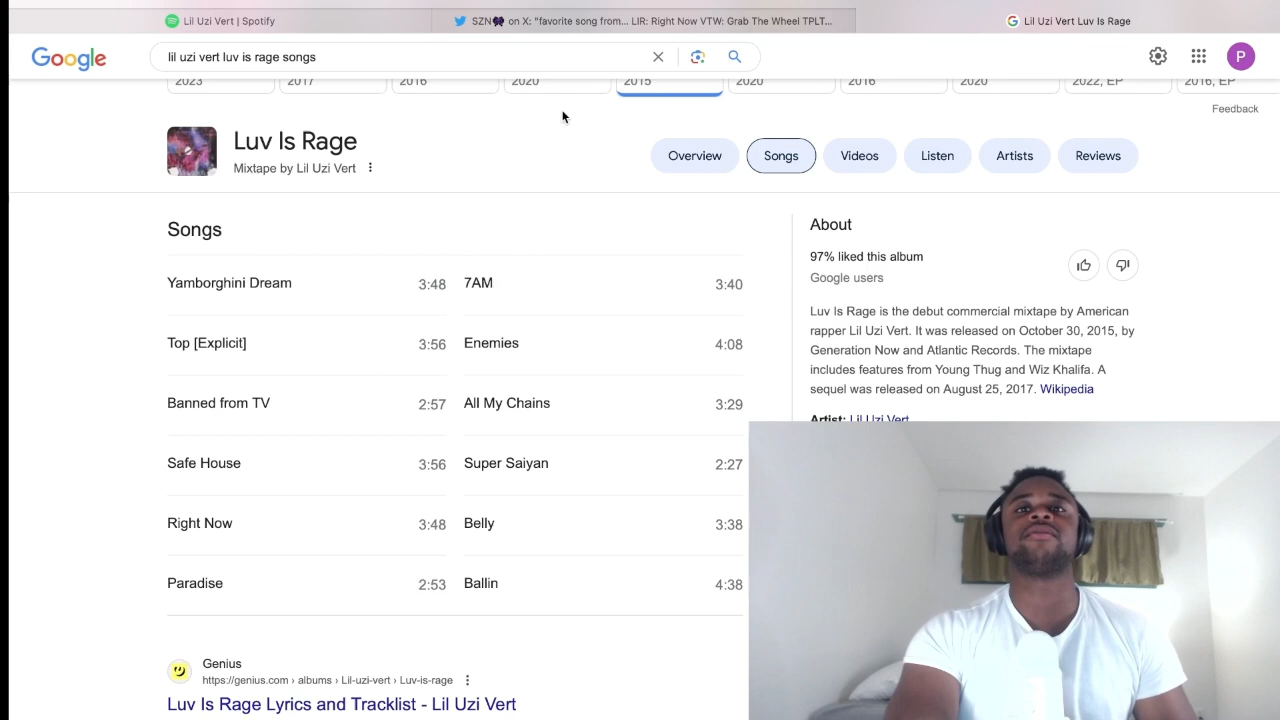 Lil Uzi Vert | Spotify
SZN on X: "favorite song from... LIR: Right Now VTW: Grab The Wheel TPLT...
Lil Uzi Vert Luv Is Rage
Google
lil uzi vert luv is rage songs
P
2023 2017 2016 2020 2015 2020 2016 2020 2022, EP 2016, EP
Feedback
Luv Is Rage
Mixtape by Lil Uzi Vert
Overview Songs Videos Listen Artists Reviews
Songs
Yamborghini Dream 3:48 7AM 3:40
Top [Explicit] 3:56 Enemies 4:08
Banned from TV 2:57 All My Chains 3:29
Safe House 3:56 Super Saiyan 2:27
Right Now 3:48 Belly 3:38
Paradise 2:53 Ballin 4:38
About
97% liked this album
Google users
Luv Is Rage is the debut commercial mixtape by American
rapper Lil Uzi Vert. It was released on October 30, 2015, by
Generation Now and Atlantic Records. The mixtape
includes features from Young Thug and Wiz Khalifa. A
sequel was released on August 25, 2017. Wikipedia
Artist: Lil Uzi Vert
Genius
https://genius.com › albums › Lil-uzi-vert › Luv-is-rage
Luv Is Rage Lyrics and Tracklist - Lil Uzi Vert